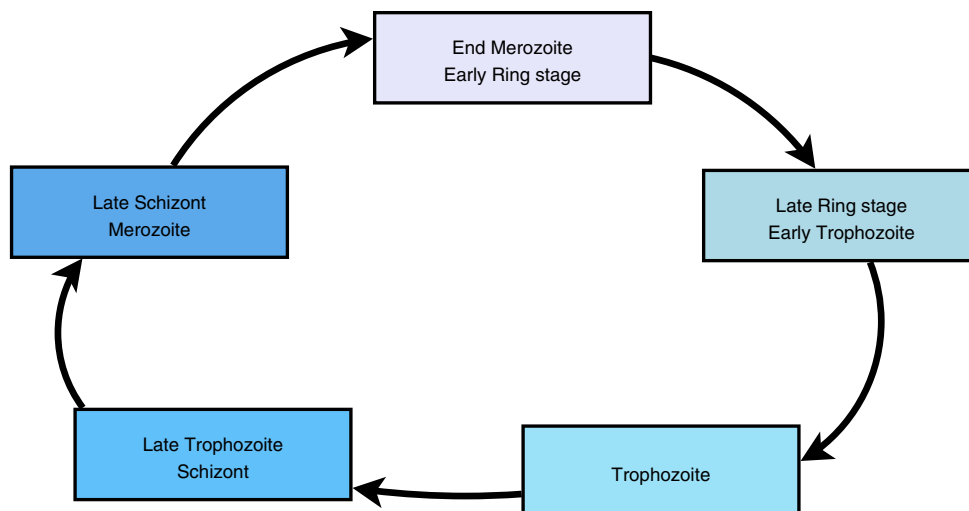 End Merozoite
Early Ring stage
Late Ring stage
Early Trophozoite
Trophozoite
Late Trophozoite
Schizont
Late Schizont
Merozoite